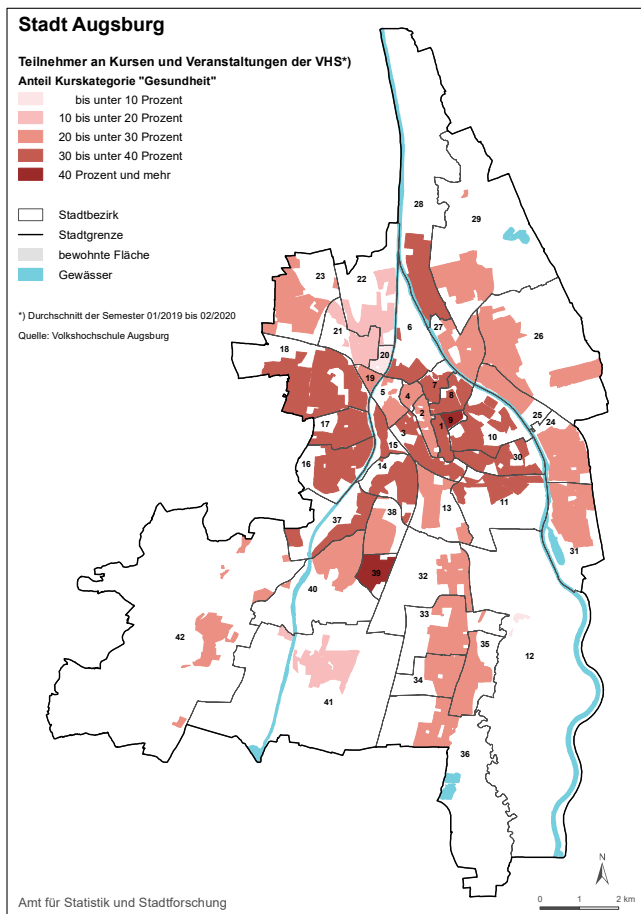 Stadt Augsburg
Teilnehmer an Kursen und Veranstaltungen der VHS*)
Anteil Kurskategorie "Gesundheit"
bis unter 10 Prozent
10 bis unter 20 Prozent
20 bis unter 30 Prozent
30 bis unter 40 Prozent
40 Prozent und mehr
Stadtbezirk
Stadtgrenze
bewohnte Fläche
Gewässer
*) Durchschnitt der Semester 01/2019 bis 02/2020
Quelle: Volkshochschule Augsburg
28
29
23
22
21
6
27
26
20
18
19
5
4
7
8
2
9
25
24
17
3
1
10
15
30
16
14
13
11
37
38
31
39
32
40
33
42
35
12
34
41
36
N
0 1 2 km
Amt für Statistik und Stadtforschung